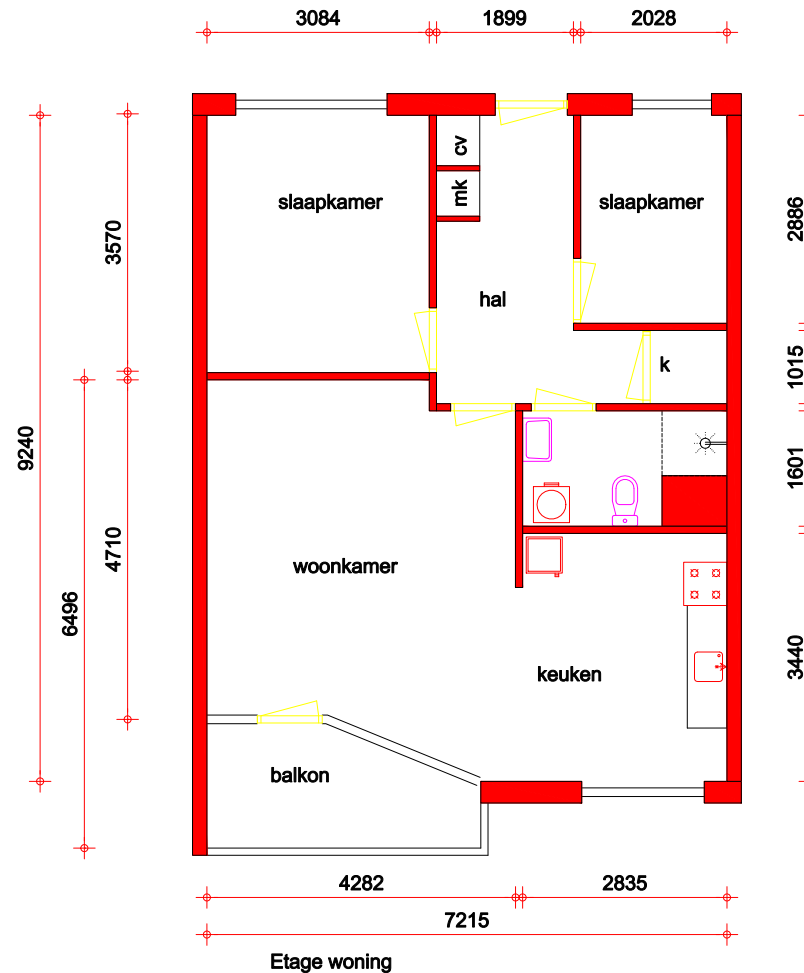 3084 1899 2028
cv
mk
slaapkamer
slaapkamer
hal
k
3570
2886
1015
9240
1601
4710
6496
woonkamer
3440
keuken
balkon
4282 2835
7215
Etage woning